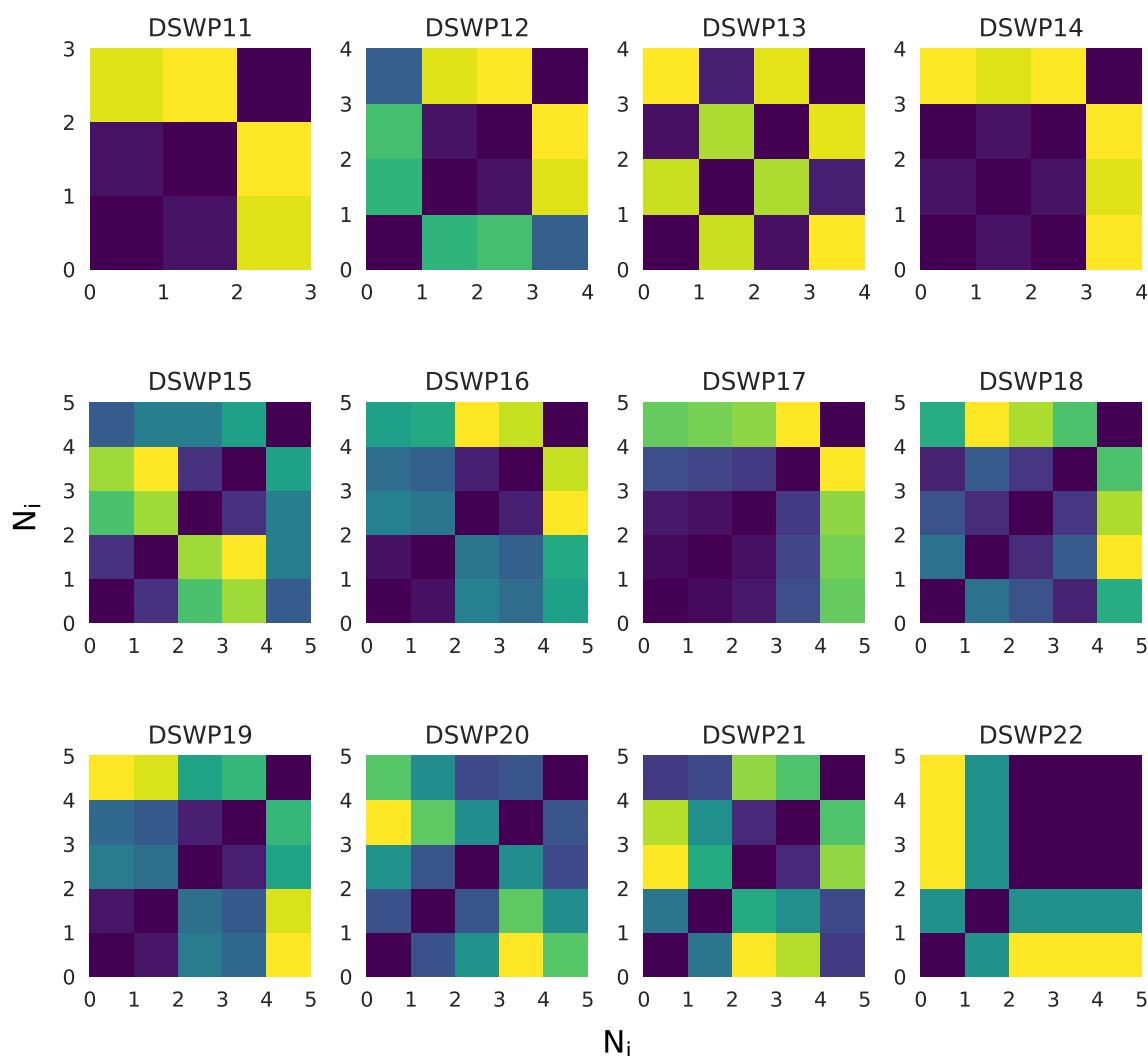 DSWP11 DSWP12 DSWP13 DSWP14
3 4 4 4
2 3 3 3
1 2 2 2
0 1 1 1
0 0 0
0 1 2 3 0 1 2 3 4 0 1 2 3 4 0 1 2 3 4
DSWP15 DSWP16 DSWP17 DSWP18
5 5 5 5
4 4 4 4
3 3 3 3
N_i
2 2 2 2
1 1 1 1
0 0 0 0
0 1 2 3 4 5 0 1 2 3 4 5 0 1 2 3 4 5 0 1 2 3 4 5
DSWP19 DSWP20 DSWP21 DSWP22
5 5 5 5
4 4 4 4
3 3 3 3
2 2 2 2
1 1 1 1
0 0 0 0
0 1 2 3 4 5 0 1 2 3 4 5 0 1 2 3 4 5 0 1 2 3 4 5
N_j